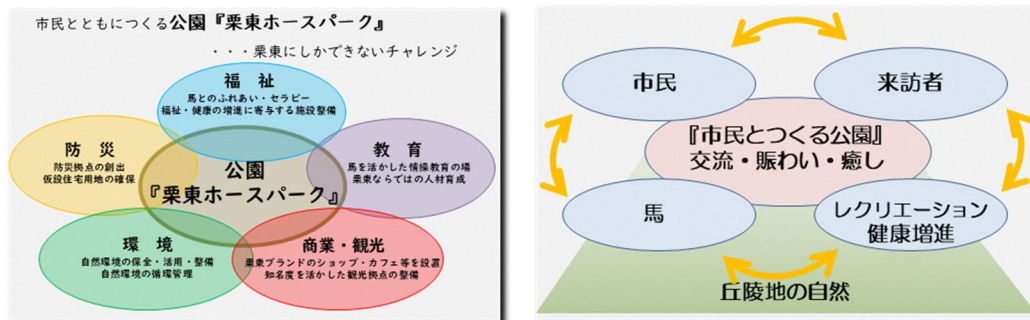 市民とともにつくる公園『栗東ホースパーク』
・・・栗東にしかできないチャレンジ
福 祉
馬とのふれあい・セラピー
福祉・健康の増進に寄与する施設整備
防 災
防災拠点の創出
仮設住宅用地の確保
教 育
馬を活かした情操教育の場
栗東ならではの人材育成
公園
『栗東ホースパーク』
環 境
自然環境の保全・活用・整備
自然環境の循環管理
商業・観光
栗東ブランドのショップ・カフェ等を設置
知名度を活かした観光拠点の整備
市民
来訪者
『市民とつくる公園』
交流・賑わい・癒し
馬
レクリエーション
健康増進
丘陵地の自然